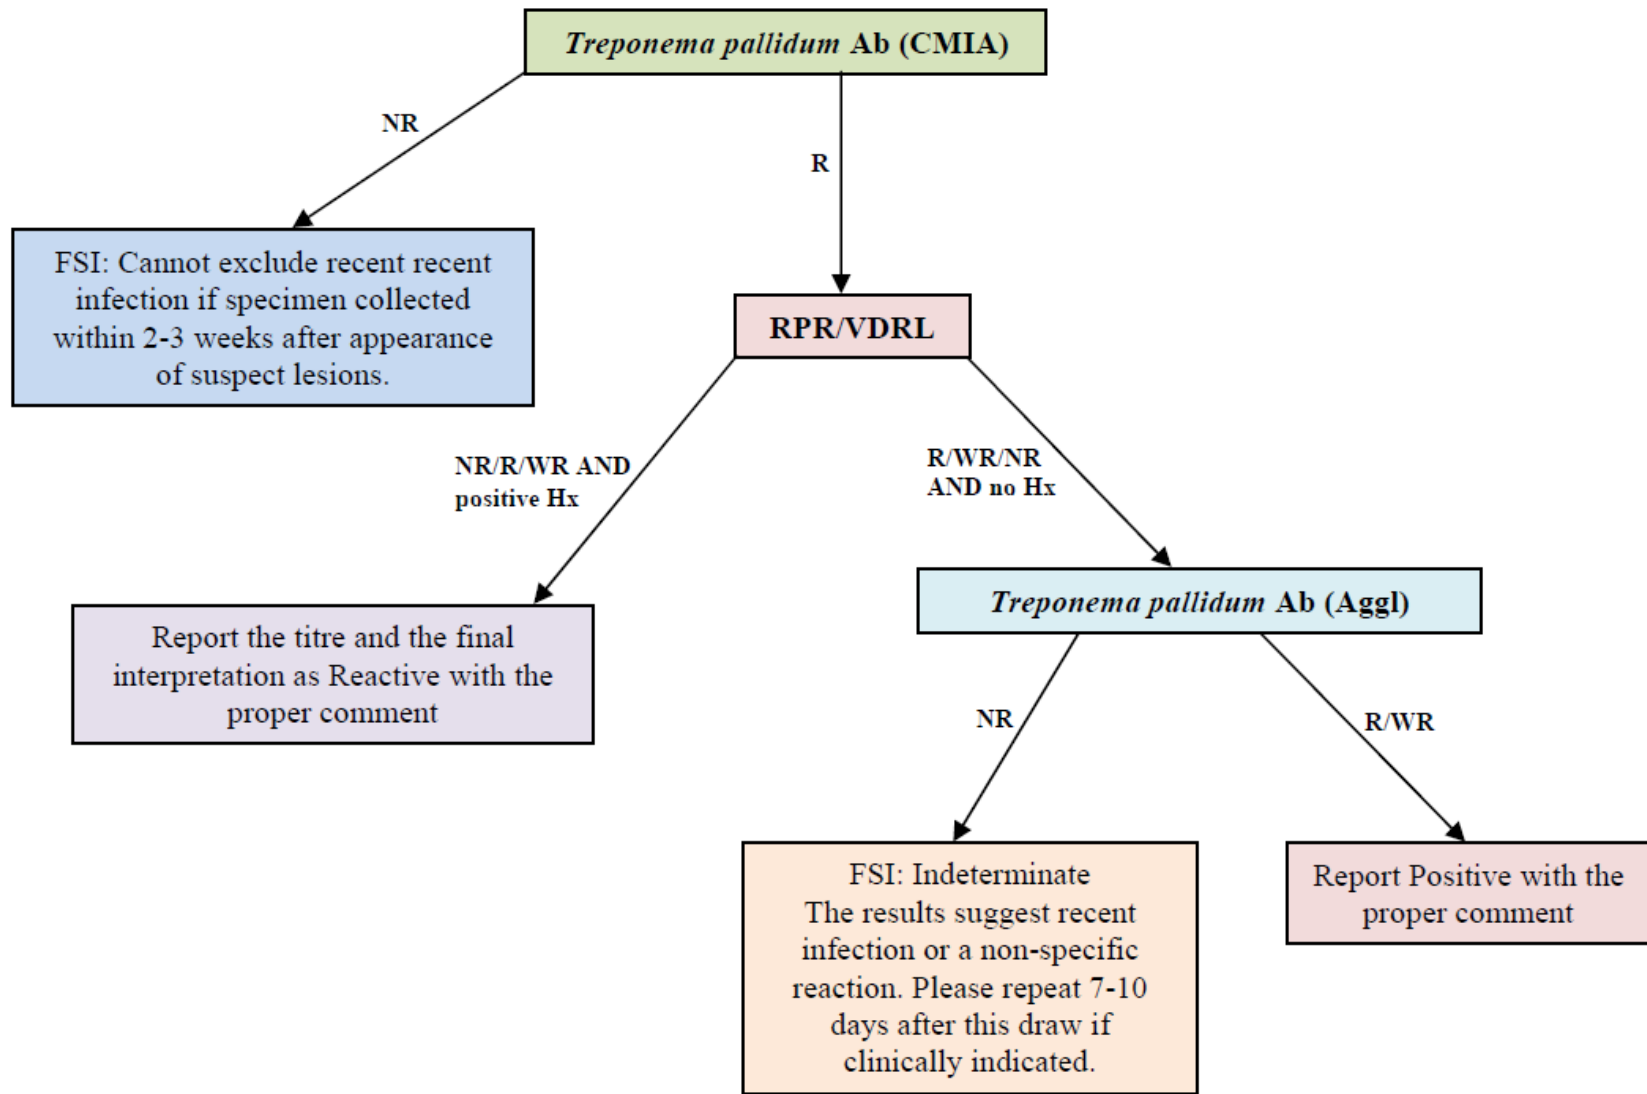 Treponema pallidum Ab (CMIA)
NR
R
FSI: Cannot exclude recent recent
infection if specimen collected
within 2-3 weeks after appearance
of suspect lesions.
RPR/VDRL
NR/R/WR AND
positive Hx
R/WR/NR
AND no Hx
Report the titre and the final
interpretation as Reactive with the
proper comment
Treponema pallidum Ab (Aggl)
NR
R/WR
FSI: Indeterminate
The results suggest recent
infection or a non-specific
reaction. Please repeat 7-10
days after this draw if
clinically indicated.
Report Positive with the
proper comment